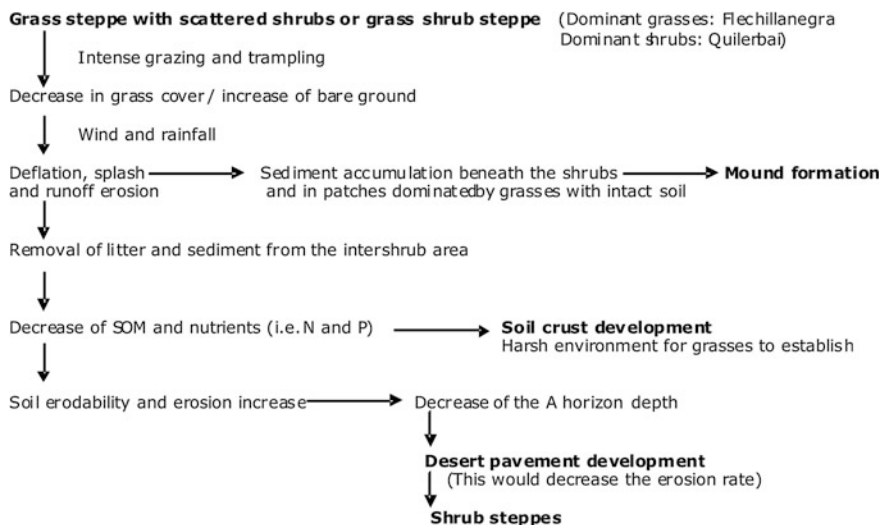 Grass steppe with scattered shrubs or grass shrub steppe (Dominant grasses: Flechillanegra
Dominant shrubs: Quilerbai)
Intense grazing and trampling
Decrease in grass cover/ increase of bare ground
Wind and rainfall
Deflation, splash
and runoff erosion
Sediment accumulation beneath the shrubs
and in patches dominatedby grasses with intact soil
Mound formation
Removal of litter and sediment from the intershrub area
Decrease of SOM and nutrients (i.e. N and P)
Soil crust development
Harsh environment for grasses to establish
Soil erodability and erosion increase
Decrease of the A horizon depth
Desert pavement development
(This would decrease the erosion rate)
Shrub steppes